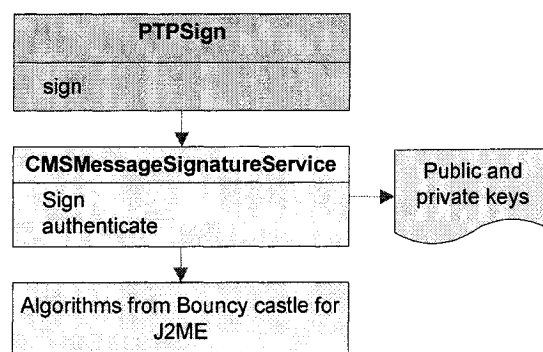 PTPSign
sign
CMSMessageSignatureService
Sign
authenticate
Public and
private keys
Algorithms from Bouncy castle for
J2ME